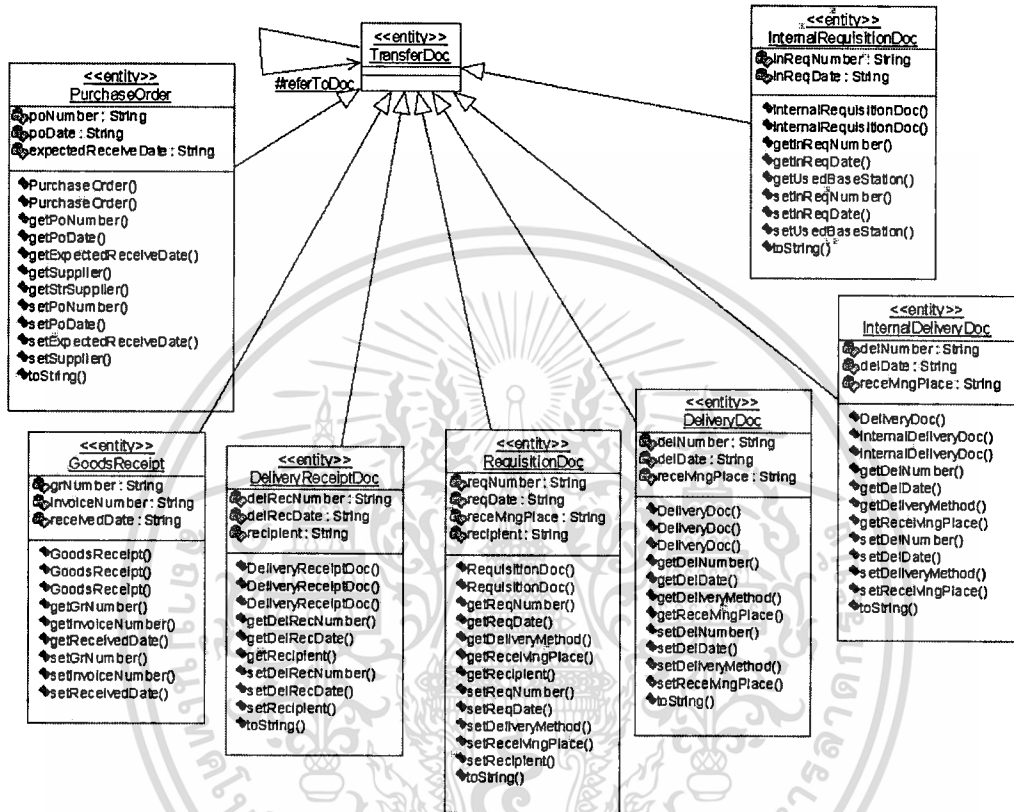 <<entity>>
TransferDoc
#referToDoc
<<entity>>
InternalRequisitionDoc
inReqNumber : String
inReqDate : String
InternalRequisitionDoc()
InternalRequisitionDoc()
getInReqNumber()
getInReqDate()
getUsedBaseStation()
setInReqNumber()
setInReqDate()
setUsedBaseStation()
toString()
<<entity>>
PurchaseOrder
poNumber : String
poDate : String
expectedReceiveDate : String
PurchaseOrder()
PurchaseOrder()
getPoNumber()
getPoDate()
getExpectedReceiveDate()
getSupplier()
getStrSupplier()
setPoNumber()
setPoDate()
setExpectedReceiveDate()
setSupplier()
toString()
<<entity>>
InternalDeliveryDoc
delNumber : String
delDate : String
receivingPlace : String
DeliveryDoc()
InternalDeliveryDoc()
InternalDeliveryDoc()
getDelNumber()
getDelDate()
getDeliveryMethod()
getReceivingPlace()
setDelNumber()
setDelDate()
setDeliveryMethod()
setReceivingPlace()
toString()
<<entity>>
GoodsReceipt
grNumber : String
invoiceNumber : String
receivedDate : String
GoodsReceipt()
GoodsReceipt()
GoodsReceipt()
getGrNumber()
getInvoiceNumber()
getReceivedDate()
setGrNumber()
setInvoiceNumber()
setReceivedDate()
<<entity>>
DeliveryReceiptDoc
delRecNumber : String
delRecDate : String
recipient : String
DeliveryReceiptDoc()
DeliveryReceiptDoc()
DeliveryReceiptDoc()
getDelRecNumber()
getDelRecDate()
getRecipient()
setDelRecNumber()
setDelRecDate()
setRecipient()
toString()
<<entity>>
RequisitionDoc
reqNumber : String
reqDate : String
receivingPlace : String
recipient : String
RequisitionDoc()
RequisitionDoc()
getReqNumber()
getReqDate()
getDeliveryMethod()
getReceivingPlace()
getRecipient()
setReqNumber()
setReqDate()
setDeliveryMethod()
setReceivingPlace()
setRecipient()
toString()
<<entity>>
DeliveryDoc
delNumber : String
delDate : String
receivingPlace : String
DeliveryDoc()
DeliveryDoc()
DeliveryDoc()
getDelNumber()
getDelDate()
getDeliveryMethod()
getReceivingPlace()
setDelNumber()
setDelDate()
setDeliveryMethod()
setReceivingPlace()
toString()